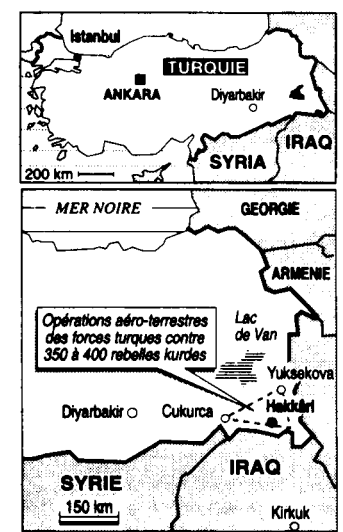 Istanbul
TURQUIE
ANKARA
Diyarbakir
IRAQ
SYRIA
200 km
MER NOIRE
GEORGIE
ARMENIE
Opérations aéro-terrestres
des forces turques contre
350 à 400 rebelles kurdes
Lac
de Van
Yuksekova
Hakkâri
Diyarbakir
Cukurca
IRAQ
SYRIE
150 km
Kirkuk